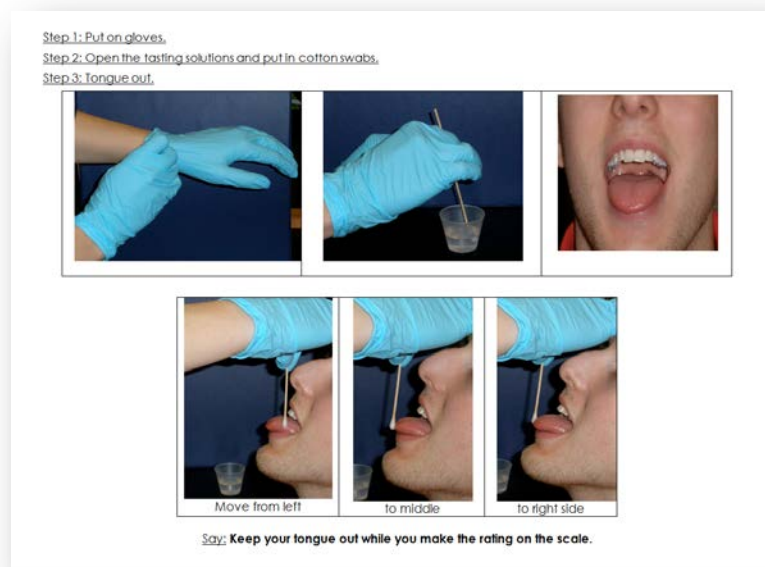 Step 1: Put on gloves.
Step 2: Open the tasting solutions and put in cotton swabs.
Step 3: Tongue out.
Move from left
to middle
to right side
Say: Keep your tongue out while you make the rating on the scale.